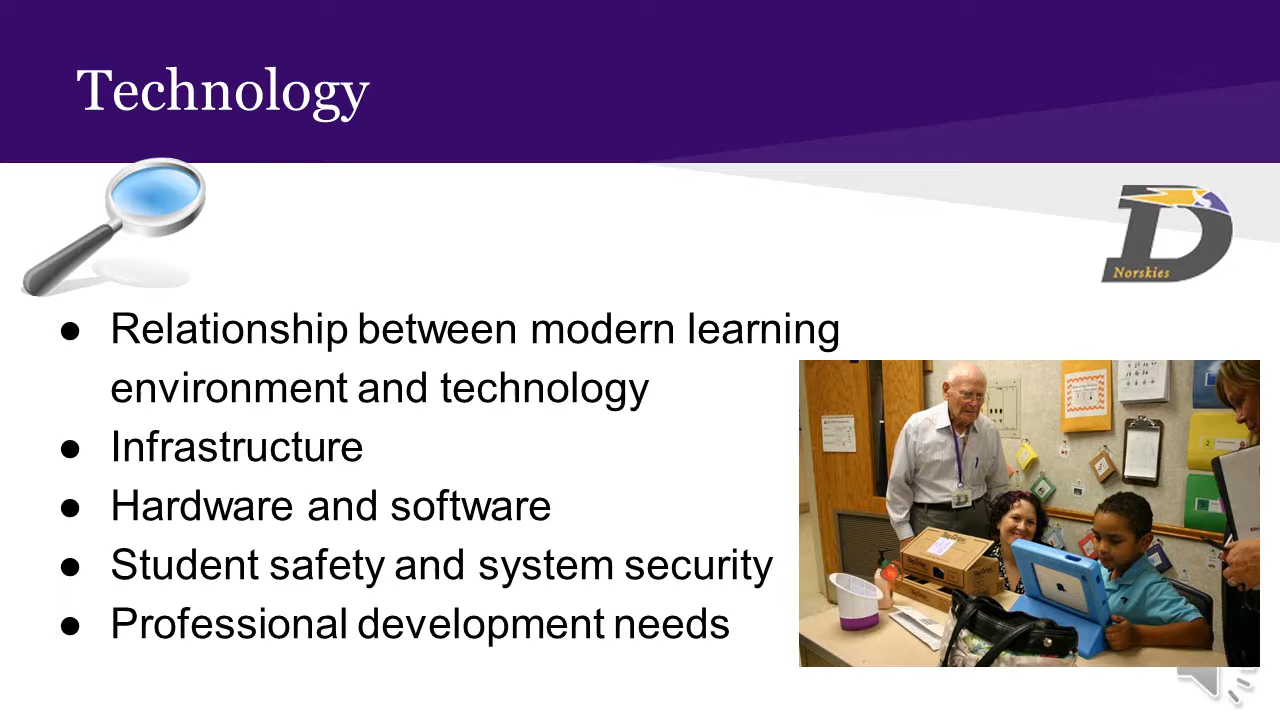 Technology
Norskies
● Relationship between modern learning
environment and technology
● Infrastructure
● Hardware and software
● Student safety and system security
● Professional development needs